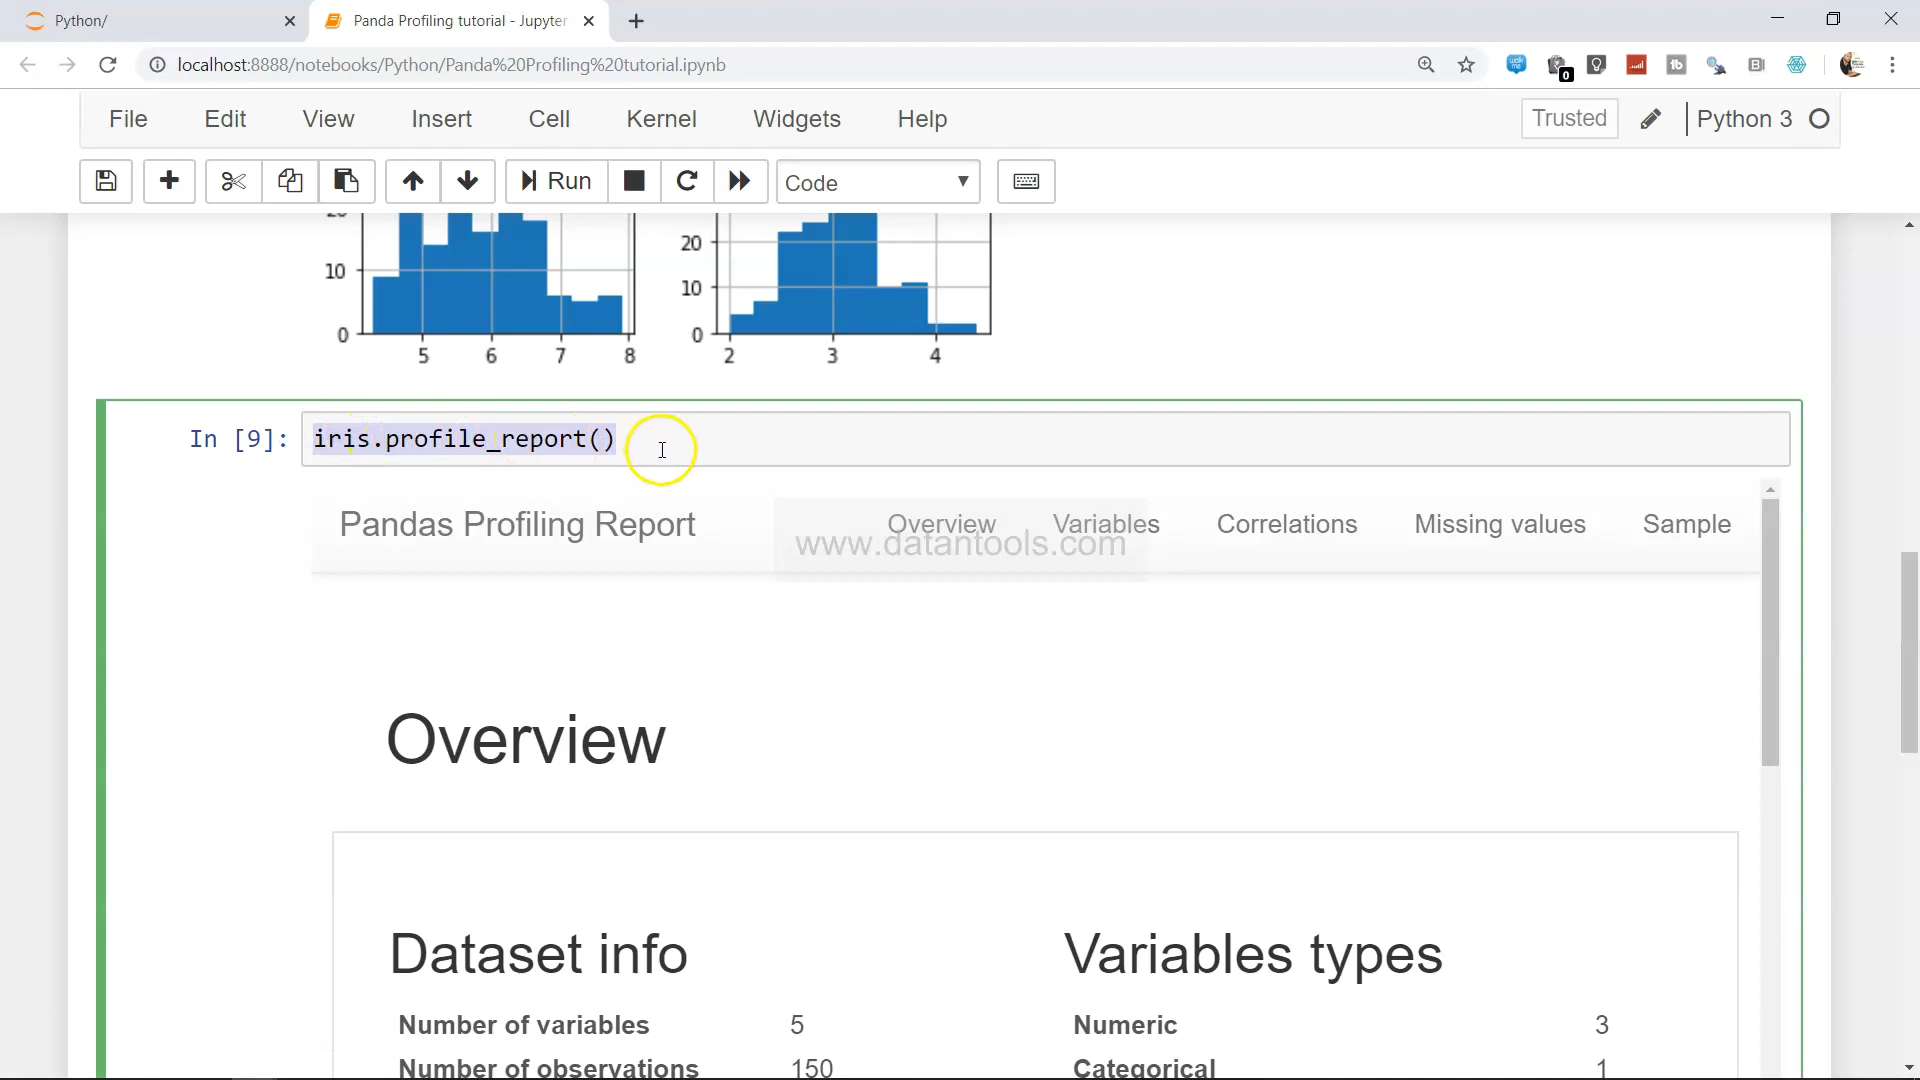 Python/
Panda Profiling tutorial - Jupyter
localhost:8888/notebooks/Python/Panda%20Profiling%20tutorial.ipynb
0
File Edit View Insert Cell Kernel Widgets Help Trusted Python 3
Run Code
20
10 10
0 0
5 6 7 8 2 3 4
In [9]: iris.profile_report()
Pandas Profiling Report Overview Variables Correlations Missing values Sample
www.datantools.com
Overview
Dataset info Variables types
Number of variables 5 Numeric 3
Number of observations 150 Categorical 1